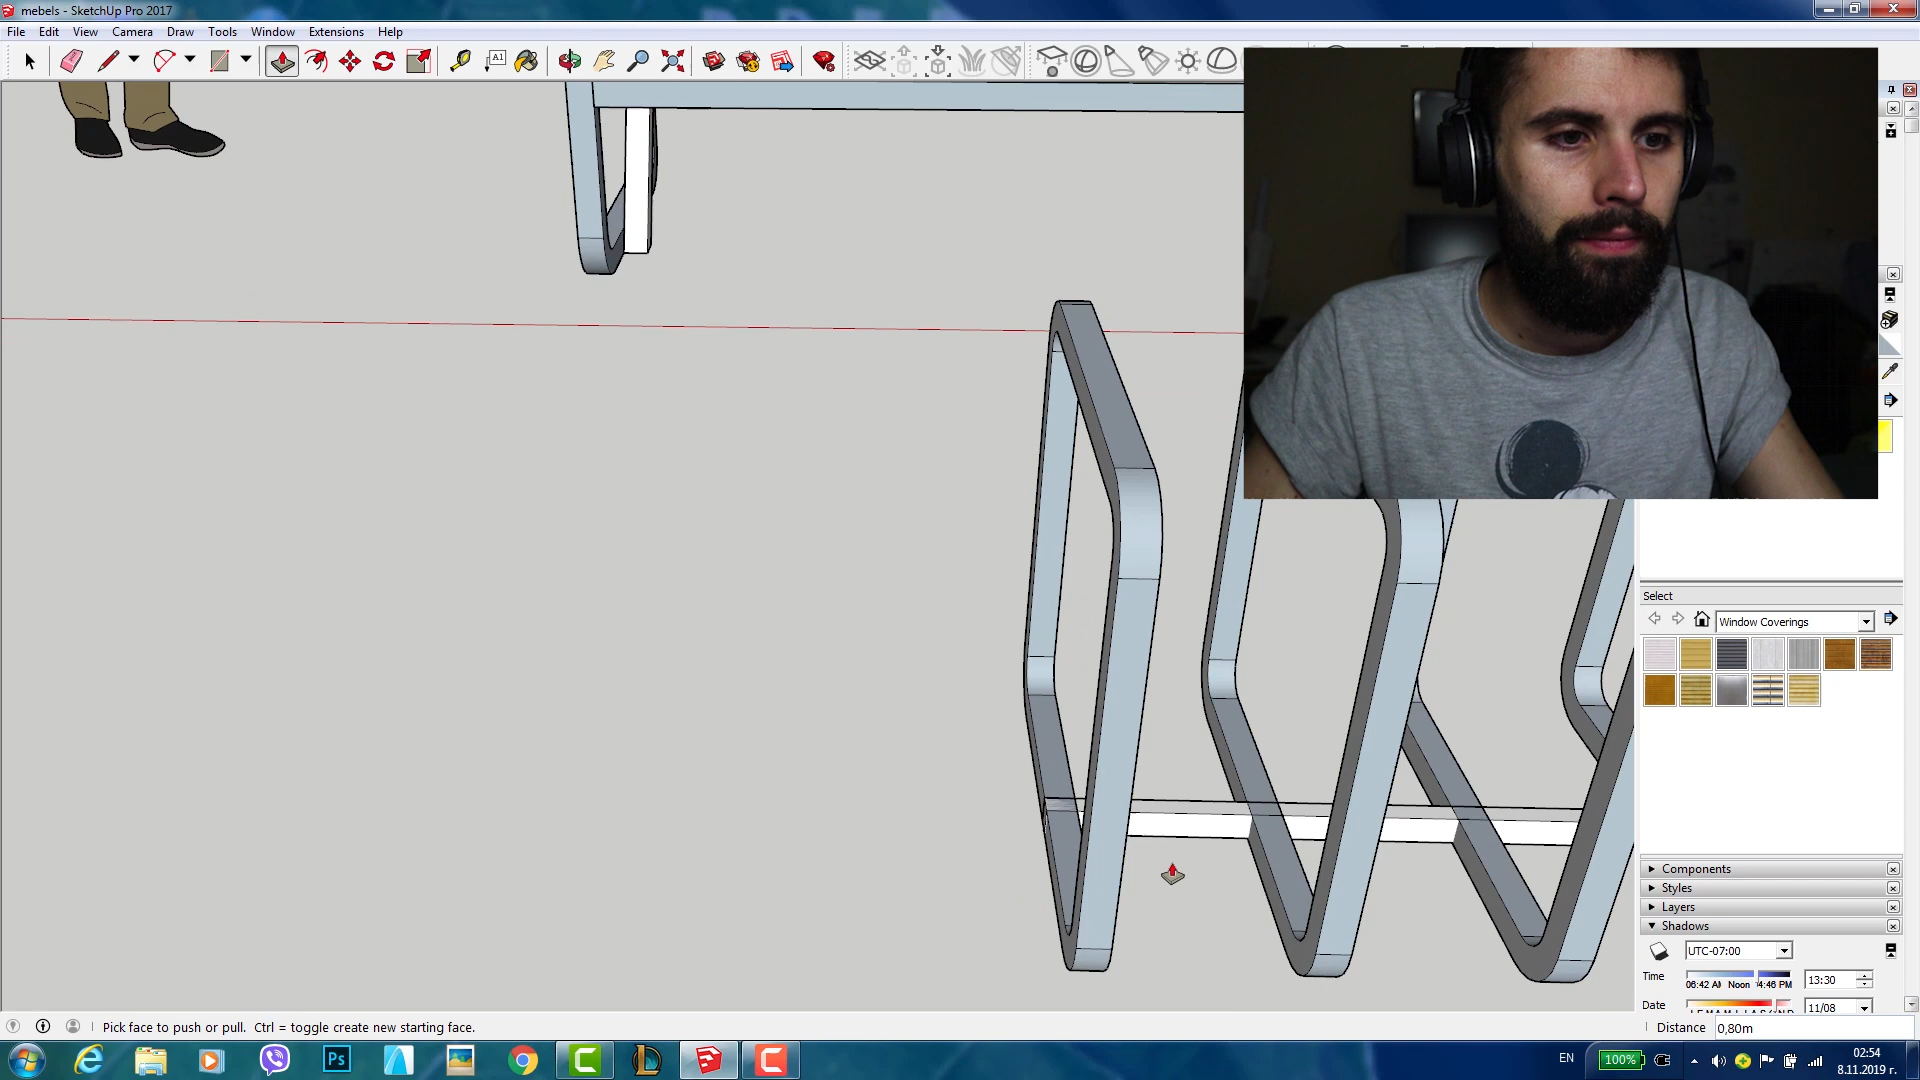 mebels - SketchUp Pro 2017
File Edit View Camera Draw Tools Window Extensions Help
A1
Select
Window Coverings
Components
Styles
Layers
Shadows
UTC-07:00
Time
06:42 AM Noon 4:46 PM
13:30
Date
J F M A M J J A S O N D
11/08
Pick face to push or pull. Ctrl = toggle create new starting face.
Distance 0,80m
Ps
EN
100%
02:54
8.11.2019 г.